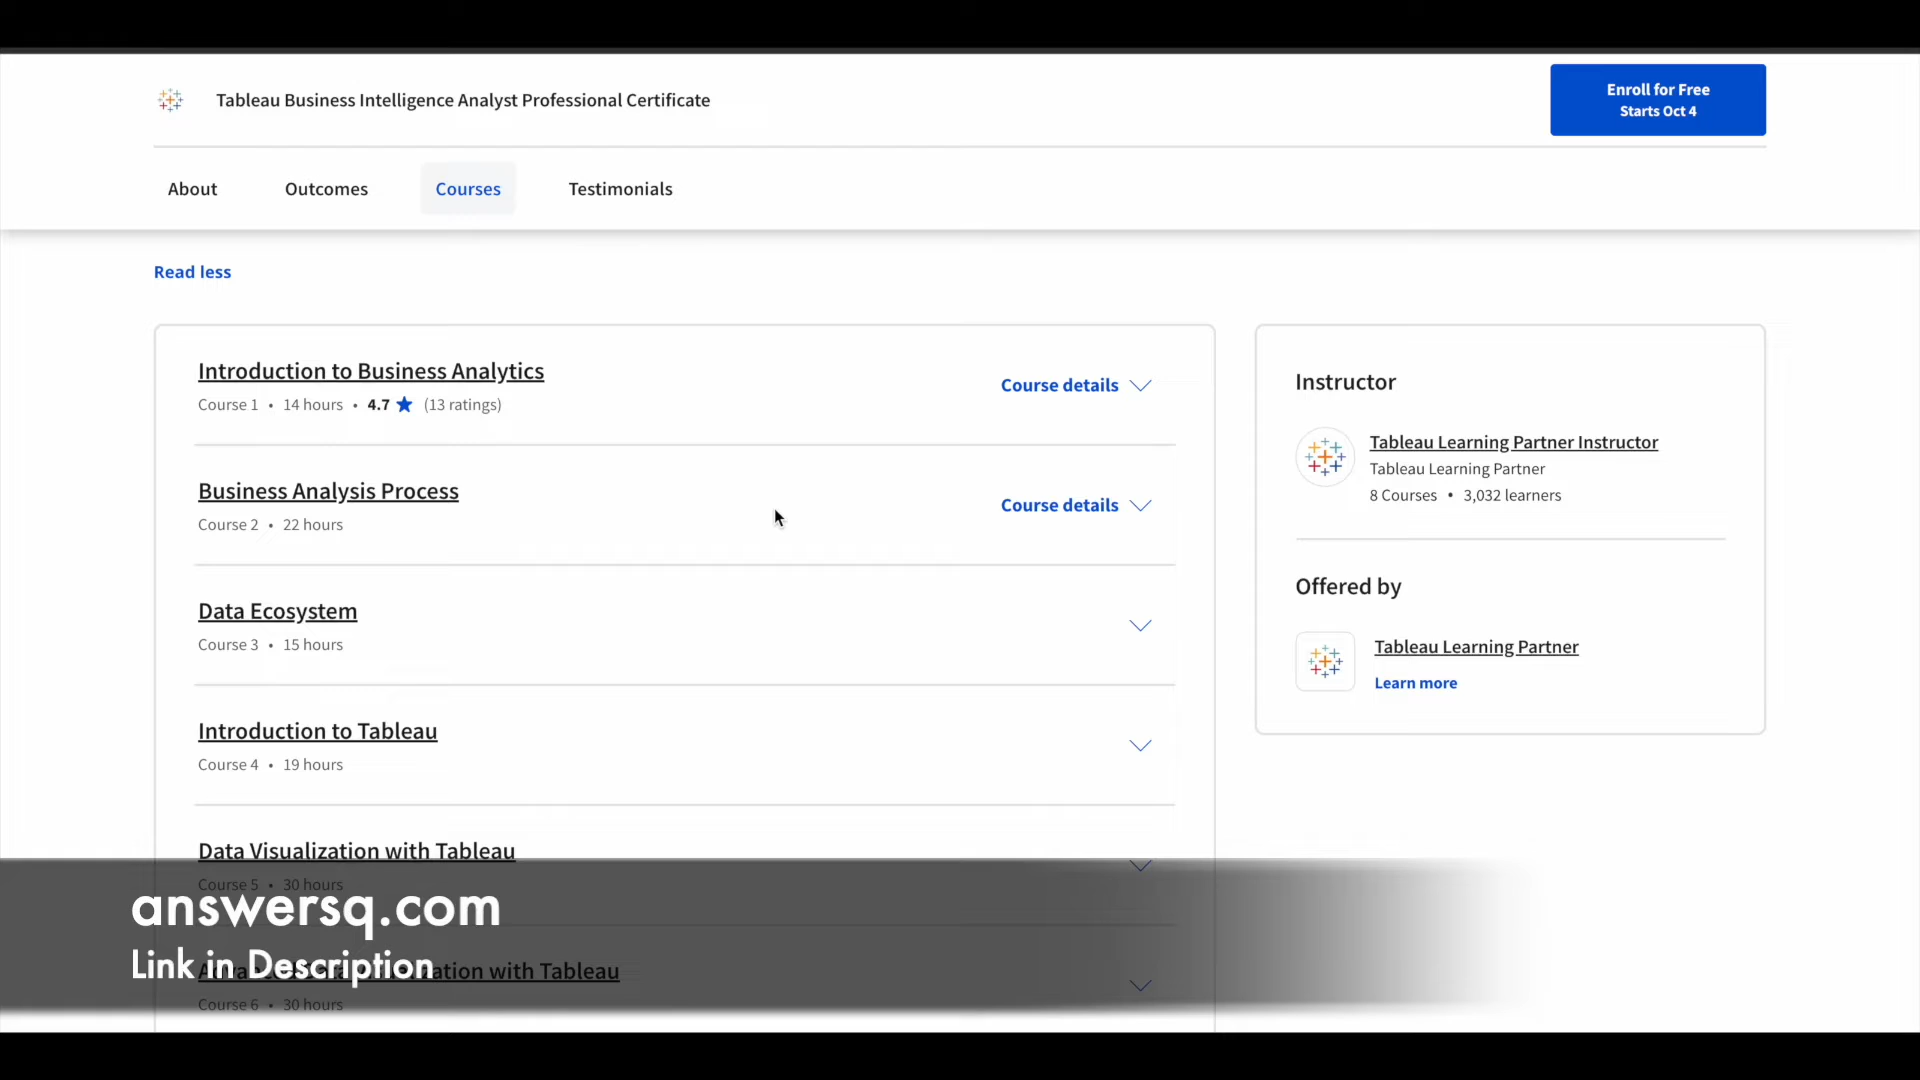 Tableau Business Intelligence Analyst Professional Certificate
Enroll for Free
Starts Oct 4
About
Outcomes
Courses
Testimonials
Read less
Introduction to Business Analytics
Course 1 • 14 hours • 4.7 ★ (13 ratings)
Course details
Business Analysis Process
Course 2 • 22 hours
Course details
Data Ecosystem
Course 3 • 15 hours
Introduction to Tableau
Course 4 • 19 hours
Data Visualization with Tableau
Course 5 • 30 hours
with Tableau
Course 6 • 30 hours
answersq.com
Link in Description
Instructor
Tableau Learning Partner Instructor
Tableau Learning Partner
8 Courses • 3,032 learners
Offered by
Tableau Learning Partner
Learn more